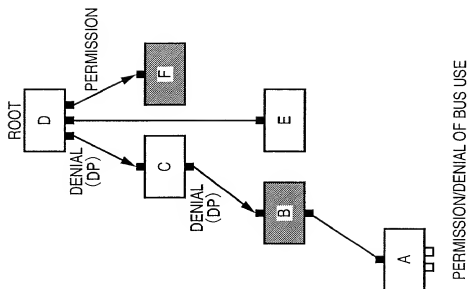 ROOT
D
PERMISSION
F
DENIAL
(DP)
C
E
DENIAL
(DP)
B
A
PERMISSION/DENIAL OF BUS USE